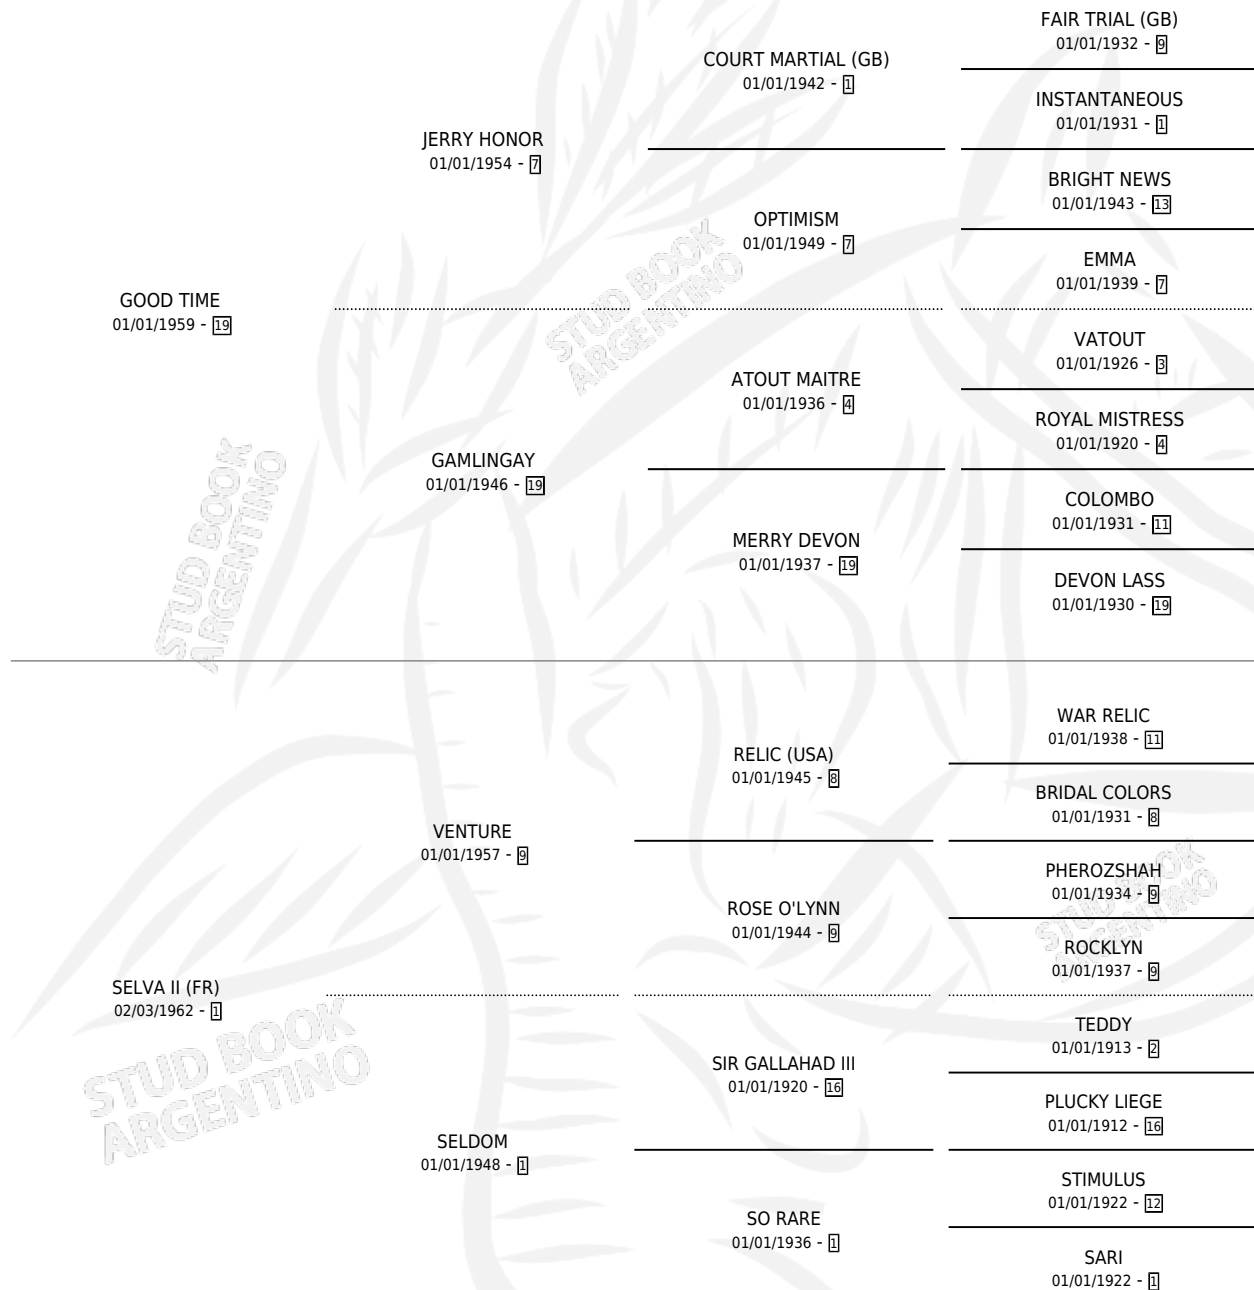 FAIR TRIAL (GB)
01/01/1932 - 9
COURT MARTIAL (GB)
01/01/1942 - 1
INSTANTANEOUS
01/01/1931 - 1
JERRY HONOR
01/01/1954 - 7
BRIGHT NEWS
01/01/1943 - 13
OPTIMISM
01/01/1949 - 7
EMMA
01/01/1939 - 7
GOOD TIME
01/01/1959 - 19
VATOUT
01/01/1926 - 3
ATOUT MAITRE
01/01/1936 - 4
ROYAL MISTRESS
01/01/1920 - 4
GAMLINGAY
01/01/1946 - 19
COLOMBO
01/01/1931 - 11
MERRY DEVON
01/01/1937 - 19
DEVON LASS
01/01/1930 - 19
WAR RELIC
01/01/1938 - 11
RELIC (USA)
01/01/1945 - 8
BRIDAL COLORS
01/01/1931 - 8
VENTURE
01/01/1957 - 9
PHEROZSHAH
01/01/1934 - 9
ROSE O'LYNN
01/01/1944 - 9
ROCKLYN
01/01/1937 - 9
SELVA II (FR)
02/03/1962 - 1
TEDDY
01/01/1913 - 2
SIR GALLAHAD III
01/01/1920 - 16
PLUCKY LIEGE
01/01/1912 - 16
SELDOM
01/01/1948 - 1
STIMULUS
01/01/1922 - 12
SO RARE
01/01/1936 - 1
SARI
01/01/1922 - 1
STUD BOOK
ARGENTINO
STUD BOOK
ARGENTINO
STUD BOOK
ARGENTINO
STUD BOOK
ARGENTINO